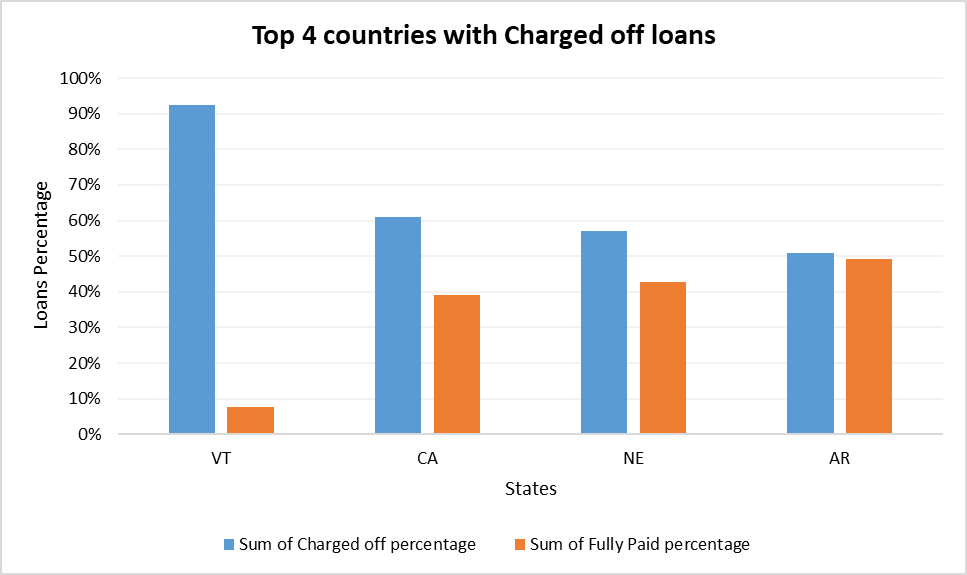 Top 4 countries with Charged off loans
Loans Percentage
100%
90%
80%
70%
60%
50%
40%
30%
20%
10%
0%
VT CA NE AR
States
Sum of Charged off percentage Sum of Fully Paid percentage